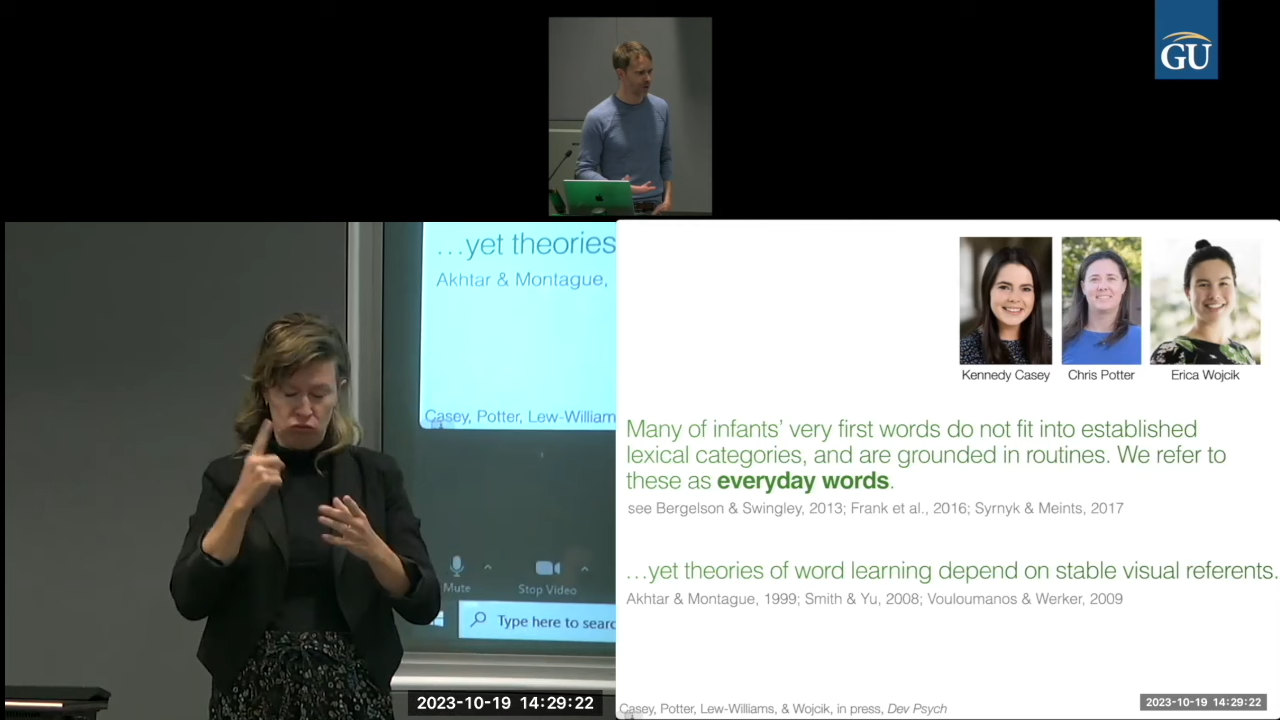 GU
…yet theories
Akhtar & Montague,
Casey, Potter, Lew-William
Mute
Stop Video
Type here to searc
2023-10-19 14:29:22
Kennedy Casey
Chris Potter
Erica Wojcik
Many of infants’ very first words do not fit into established
lexical categories, and are grounded in routines. We refer to
these as everyday words.
see Bergelson & Swingley, 2013; Frank et al., 2016; Syrnyk & Meints, 2017
…yet theories of word learning depend on stable visual referents.
Akhtar & Montague, 1999; Smith & Yu, 2008; Vouloumanos & Werker, 2009
Casey, Potter, Lew-Williams, & Wojcik, in press, Dev Psych
2023-10-19 14:29:22